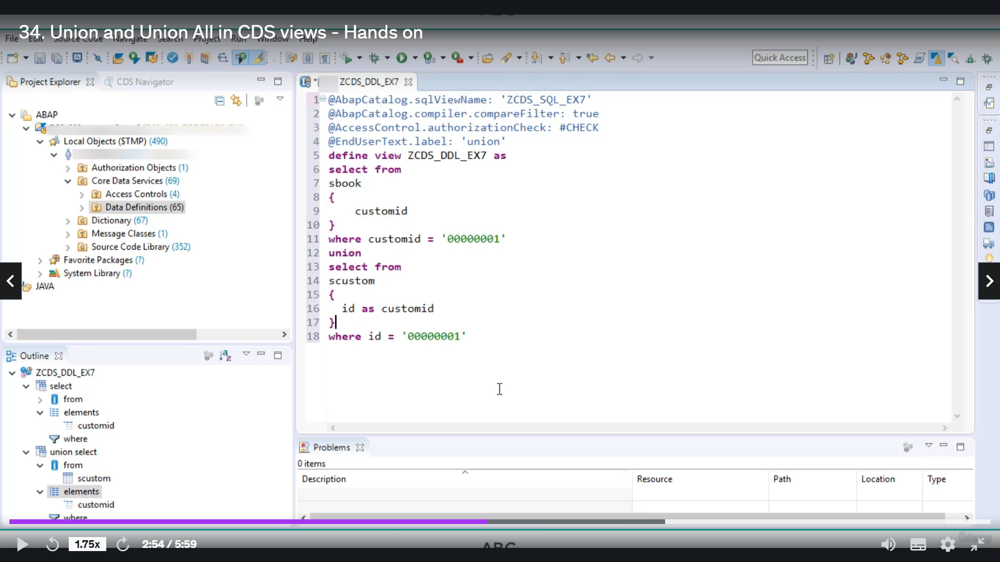 34. Union and Union All in CDS views - Hands on
File Edit Source Code Navigate Search Project Run Window Help
Quick Access
Project Explorer CDS Navigator
ABAP
Local Objects ($TMP) (490)
Authorization Objects (1)
Core Data Services (69)
Access Controls (4)
Data Definitions (65)
Dictionary (67)
Message Classes (1)
Source Code Library (352)
Favorite Packages (?)
System Library (?)
JAVA
Outline
ZCDS_DDL_EX7
select
from
elements
customid
where
union select
from
scustom
elements
customid
where
ZCDS_DDL_EX7
1 @AbapCatalog.sqlViewName: 'ZCDS_SQL_EX7'
2 @AbapCatalog.compiler.compareFilter: true
3 @AccessControl.authorizationCheck: #CHECK
4 @EndUserText.label: 'union'
5 define view ZCDS_DDL_EX7 as
6 select from
7 sbook
8 {
9 customid
10 }
11 where customid = '00000001'
12 union
13 select from
14 scustom
15 {
16 id as customid
17 }
18 where id = '00000001'
Problems
0 items
Description Resource Path Location Type
1.75x 2:54 / 5:59
ûdemy